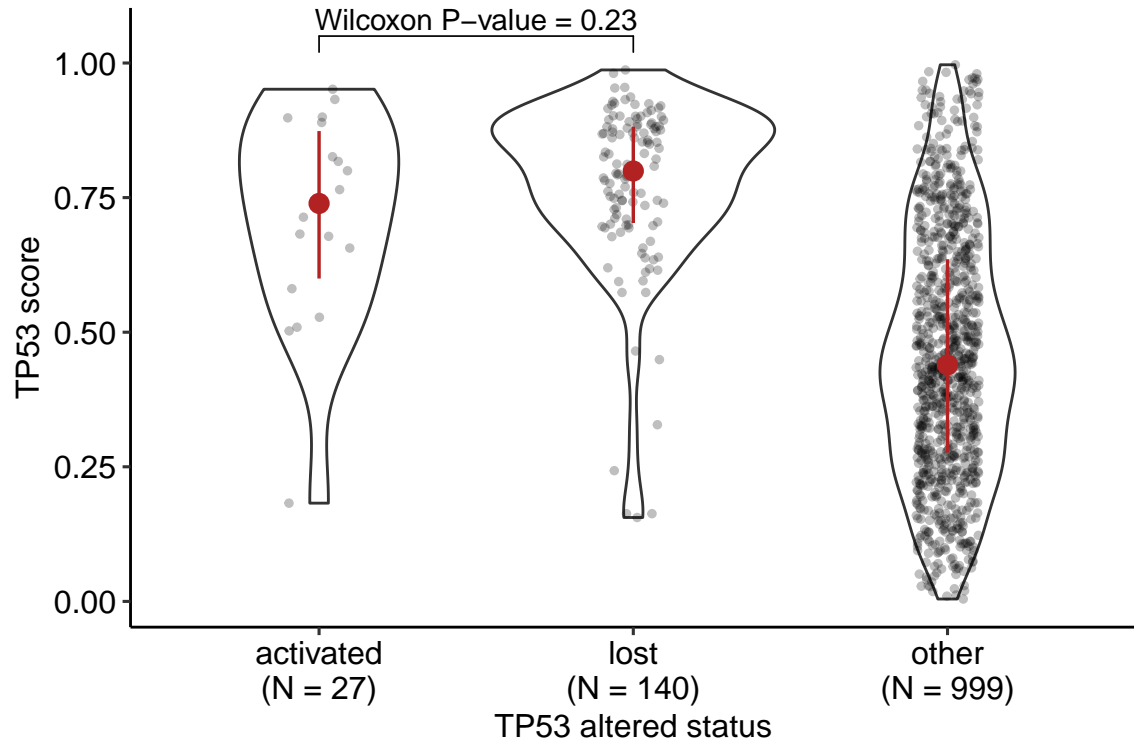 Wilcoxon P−value = 0.23
1.00
0.75
0.50
0.25
0.00
TP53 score
activated
(N = 27)
lost
(N = 140)
other
(N = 999)
TP53 altered status